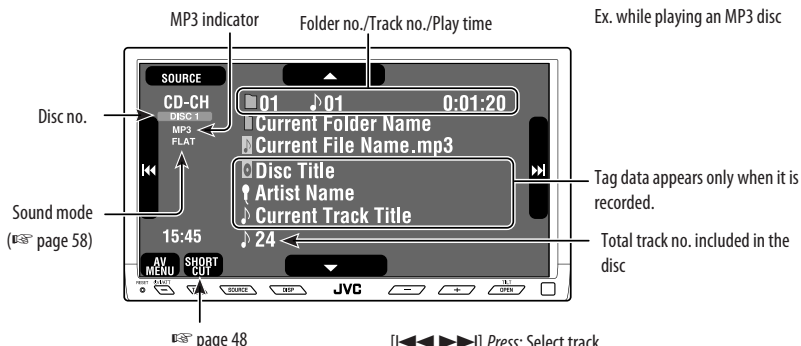 MP3 indicator
Folder no./Track no./Play time
Ex. while playing an MP3 disc
SOURCE
CD-CH
DISC 1
MP3
FLAT
01 01 0:01:20
Current Folder Name
Current File Name.mp3
Disc Title
Artist Name
Current Track Title
24
15:45
AV MENU
SHORT CUT
Disc no.
Sound mode
(☞ page 58)
Tag data appears only when it is
recorded.
Total track no. included in the
disc
RESET
SOURCE
DISP
JVC
TILT
OPEN
☞ page 48
[|◀◀ ▶▶|] Press: Select track